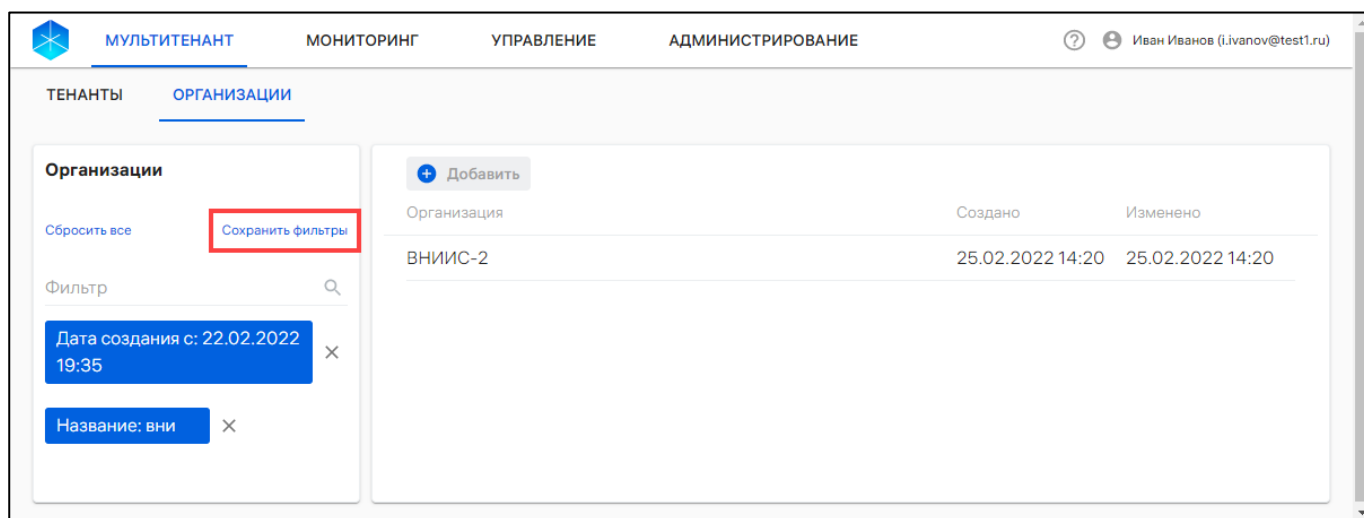 МУЛЬТИТЕНАНТ МОНИТОРИНГ УПРАВЛЕНИЕ АДМИНИСТРИРОВАНИЕ Иван Иванов (i.ivanov@test1.ru)
ТЕНАНТЫ ОРГАНИЗАЦИИ
Организации
Сбросить все Сохранить фильтры
Фильтр
Дата создания с: 22.02.2022
19:35
Название: вни
Добавить
Организация Создано Изменено
ВНИИС-2 25.02.2022 14:20 25.02.2022 14:20